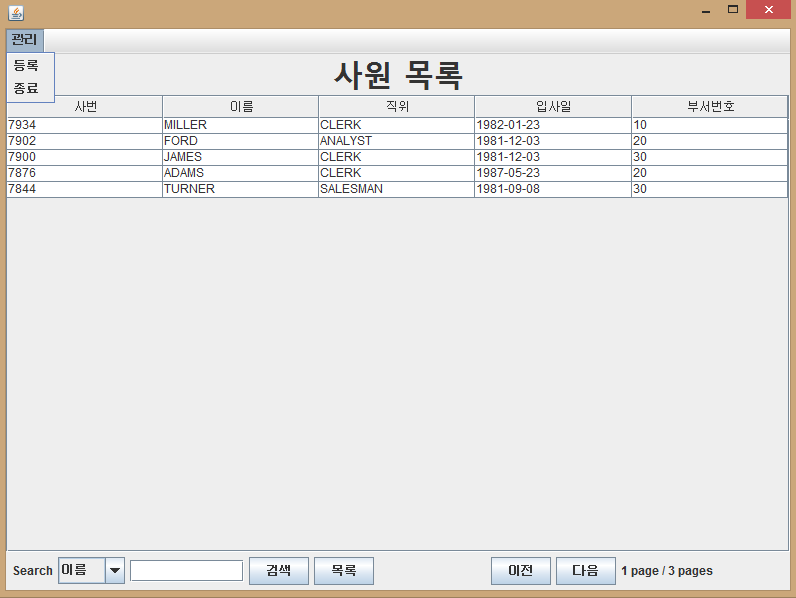 관리
등록
종료
사원 목록
사번 이름 직위 입사일 부서번호
7934 MILLER CLERK 1982-01-23 10
7902 FORD ANALYST 1981-12-03 20
7900 JAMES CLERK 1981-12-03 30
7876 ADAMS CLERK 1987-05-23 20
7844 TURNER SALESMAN 1981-09-08 30
Search 이름 검색 목록 이전 다음 1 page / 3 pages